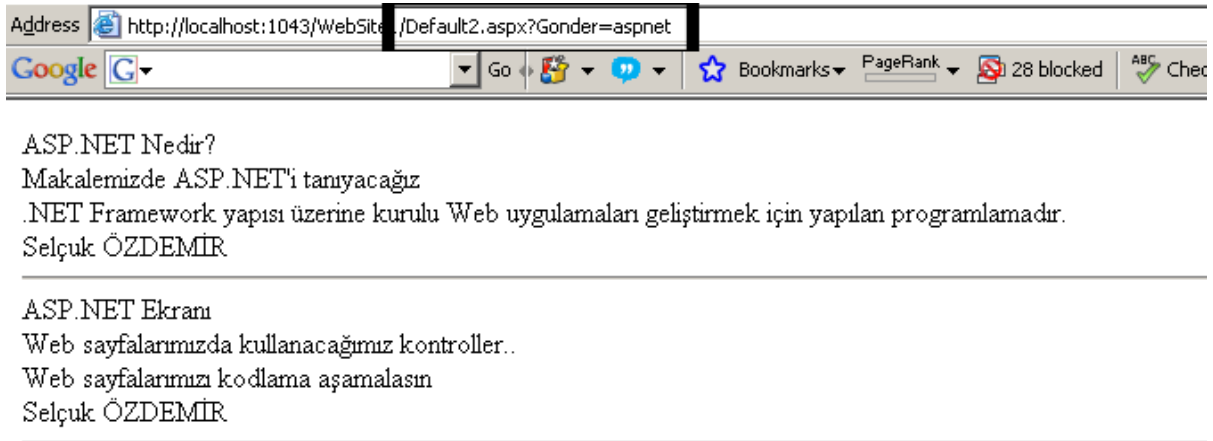 Address http://localhost:1043/WebSite1/Default2.aspx?Gonder=aspnet
Google G Go Bookmarks PageRank 28 blocked ABC Chec
ASP.NET Nedir?
Makalemizde ASP.NET'i tanıyacağız
.NET Framework yapısı üzerine kurulu Web uygulamaları geliştirmek için yapılan programlamadır.
Selçuk ÖZDEMİR
ASP.NET Ekranı
Web sayfalarımızda kullanacağımız kontroller..
Web sayfalarımızı kodlama aşamalasın
Selçuk ÖZDEMİR